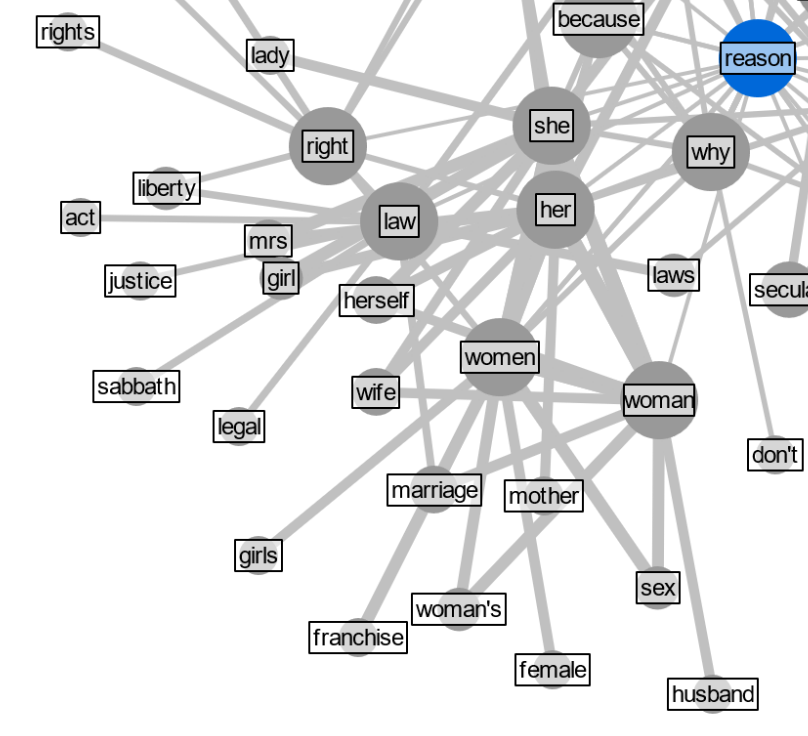 because
rights
lady
reason
she
right
why
liberty
her
act
law
mrs
laws
justice
girl
herself
women
sabbath
wife
woman
legal
don't
marriage
mother
girls
sex
woman's
franchise
female
husband